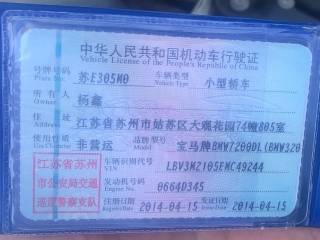 中华人民共和国机动车行驶证
Vehicle License of the People's Republic of China
号牌号码 苏E305M0 车辆类型 小型轿车
Plate No. Vehicle Type
所有人 杨鑫
Owner
住址 江苏省苏州市姑苏区大观花园74幢805室
Address
使用性质 非营运 宝马牌BMW7200DL(BMW320
Use Character
江苏省苏州
市公安局交通
巡逻警察支队
车辆识别代号 LBV3M2105EMC49244
VIN
发动机号码 0664D345
Engine No.
注册日期 2014-04-15 发证日期 2014-04-15
Register Date Issue Date